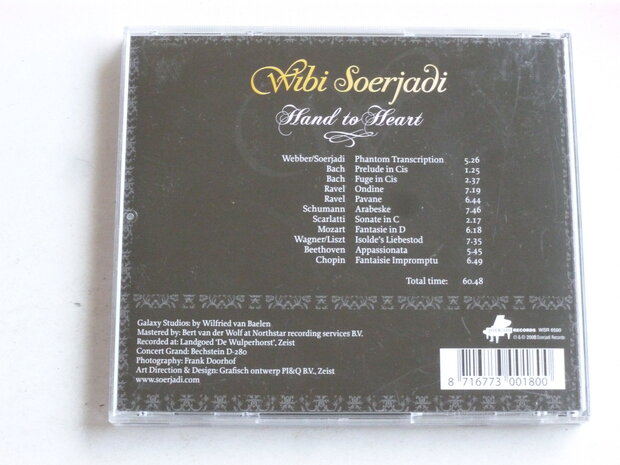 Wibi Soerjadi
Hand to Heart
Webber/Soerjadi Phantom Transcription 5.26
Bach Prelude in Cis 1.25
Bach Fuge in Cis 2.37
Ravel Ondine 7.19
Ravel Pavane 6.44
Schumann Arabeske 7.46
Scarlatti Sonate in C 2.17
Mozart Fantasie in D 6.18
Wagner/Liszt Isolde's Liebestod 7.35
Beethoven Appassionata 5.45
Chopin Fantaisie Impromptu 6.49
Total time: 60.48
Galaxy Studios: by Wilfried van Baelen
Mastered by: Bert van der Wolf at Northstar recording services B.V.
Recorded at: Landgoed 'De Wulperhorst', Zeist
Concert Grand: Bechstein D-280
Photography: Frank Doorhof
Art Direction & Design: Grafisch ontwerp PI&Q B.V., Zeist
www.soerjadi.com
RECORDS
Soerjadi Records
8 716773 001800